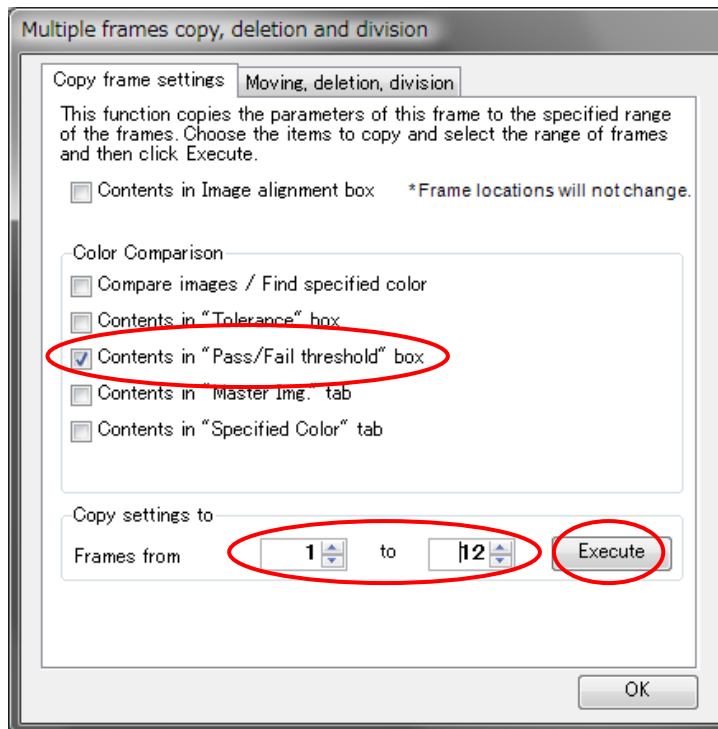 Multiple frames copy, deletion and division
Copy frame settings
Moving, deletion, division
This function copies the parameters of this frame to the specified range
of the frames. Choose the items to copy and select the range of frames
and then click Execute.
Contents in Image alignment box *Frame locations will not change.
Color Comparison
Compare images / Find specified color
Contents in "Tolerance" box
Contents in "Pass/Fail threshold" box
Contents in "Master Img." tab
Contents in "Specified Color" tab
Copy settings to
Frames from 1 to 12 Execute
OK